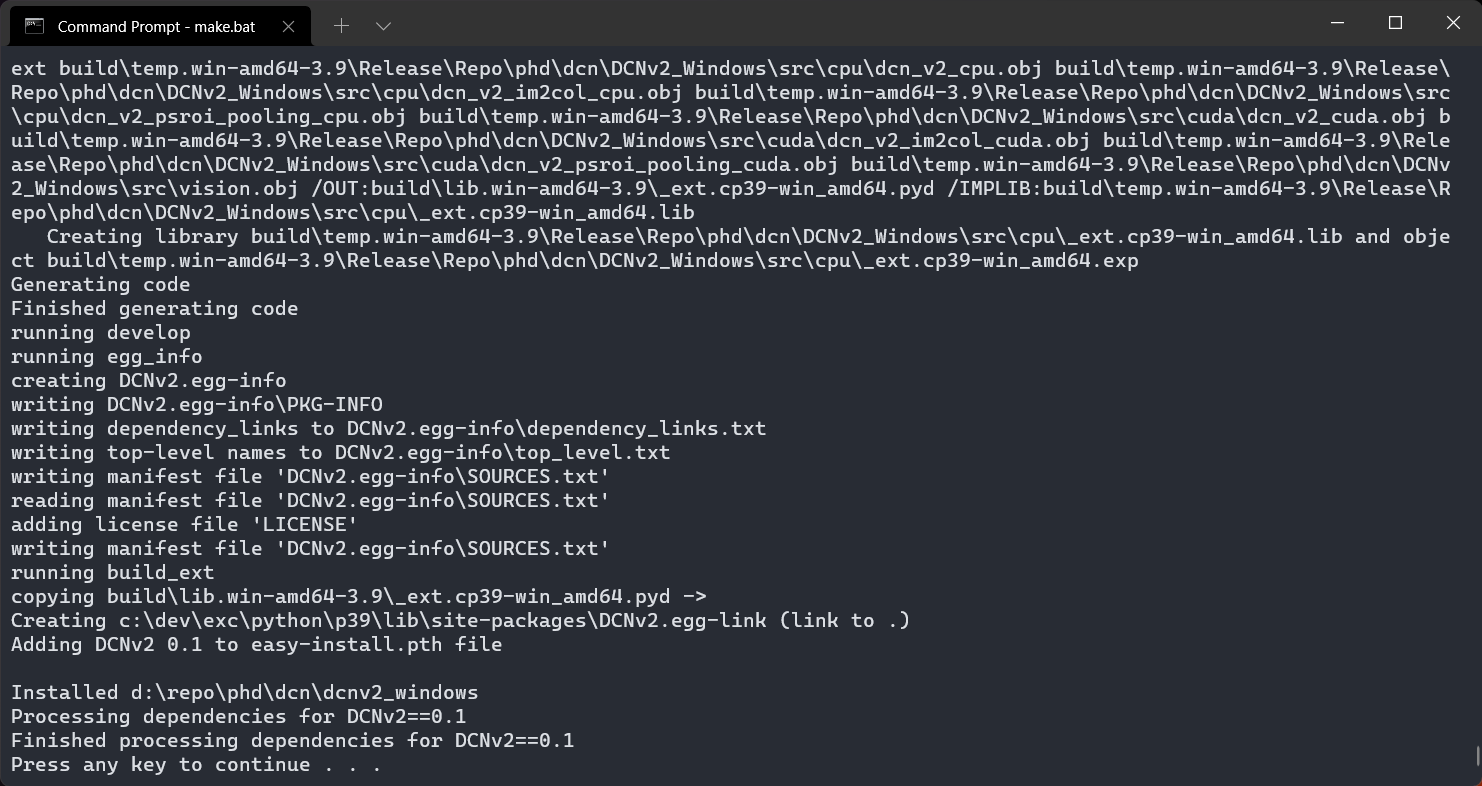 Command Prompt - make.bat
ext build\temp.win-amd64-3.9\Release\Repo\phd\dcn\DCNv2_Windows\src\cpu\dcn_v2_cpu.obj build\temp.win-amd64-3.9\Release\
Repo\phd\dcn\DCNv2_Windows\src\cpu\dcn_v2_im2col_cpu.obj build\temp.win-amd64-3.9\Release\Repo\phd\dcn\DCNv2_Windows\src
\cpu\dcn_v2_psroi_pooling_cpu.obj build\temp.win-amd64-3.9\Release\Repo\phd\dcn\DCNv2_Windows\src\cuda\dcn_v2_cuda.obj b
uild\temp.win-amd64-3.9\Release\Repo\phd\dcn\DCNv2_Windows\src\cuda\dcn_v2_im2col_cuda.obj build\temp.win-amd64-3.9\Rele
ase\Repo\phd\dcn\DCNv2_Windows\src\cuda\dcn_v2_psroi_pooling_cuda.obj build\temp.win-amd64-3.9\Release\Repo\phd\dcn\DCNv
2_Windows\src\vision.obj /OUT:build\lib.win-amd64-3.9\_ext.cp39-win_amd64.pyd /IMPLIB:build\temp.win-amd64-3.9\Release\R
epo\phd\dcn\DCNv2_Windows\src\cpu\_ext.cp39-win_amd64.lib
   Creating library build\temp.win-amd64-3.9\Release\Repo\phd\dcn\DCNv2_Windows\src\cpu\_ext.cp39-win_amd64.lib and obje
ct build\temp.win-amd64-3.9\Release\Repo\phd\dcn\DCNv2_Windows\src\cpu\_ext.cp39-win_amd64.exp
Generating code
Finished generating code
running develop
running egg_info
creating DCNv2.egg-info
writing DCNv2.egg-info\PKG-INFO
writing dependency_links to DCNv2.egg-info\dependency_links.txt
writing top-level names to DCNv2.egg-info\top_level.txt
writing manifest file 'DCNv2.egg-info\SOURCES.txt'
reading manifest file 'DCNv2.egg-info\SOURCES.txt'
adding license file 'LICENSE'
writing manifest file 'DCNv2.egg-info\SOURCES.txt'
running build_ext
copying build\lib.win-amd64-3.9\_ext.cp39-win_amd64.pyd ->
Creating c:\dev\exc\python\p39\lib\site-packages\DCNv2.egg-link (link to .)
Adding DCNv2 0.1 to easy-install.pth file
Installed d:\repo\phd\dcn\dcnv2_windows
Processing dependencies for DCNv2==0.1
Finished processing dependencies for DCNv2==0.1
Press any key to continue . . .